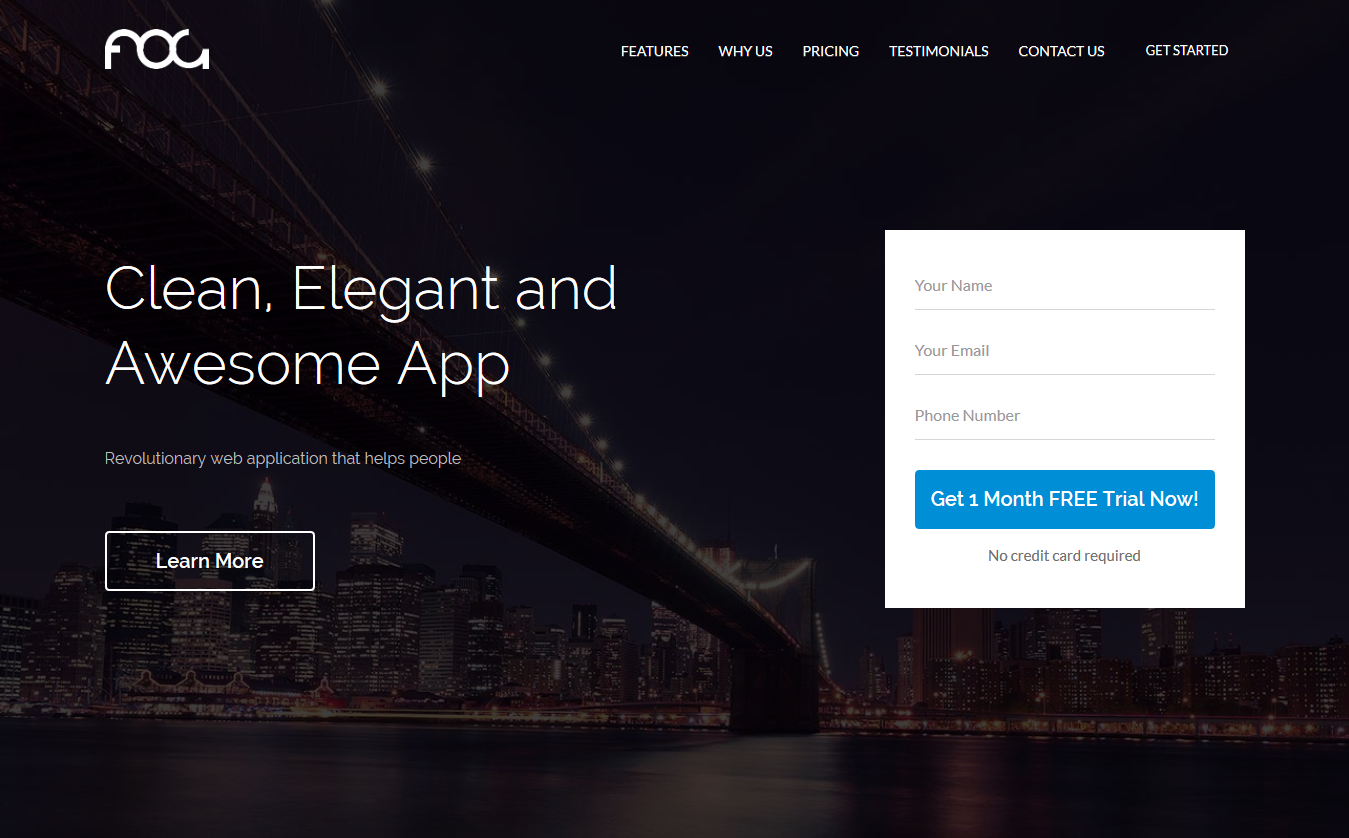 FOG
FEATURES WHY US PRICING TESTIMONIALS CONTACT US GET STARTED
Clean, Elegant and
Awesome App
Revolutionary web application that helps people
Learn More
Your Name
Your Email
Phone Number
Get 1 Month FREE Trial Now!
No credit card required